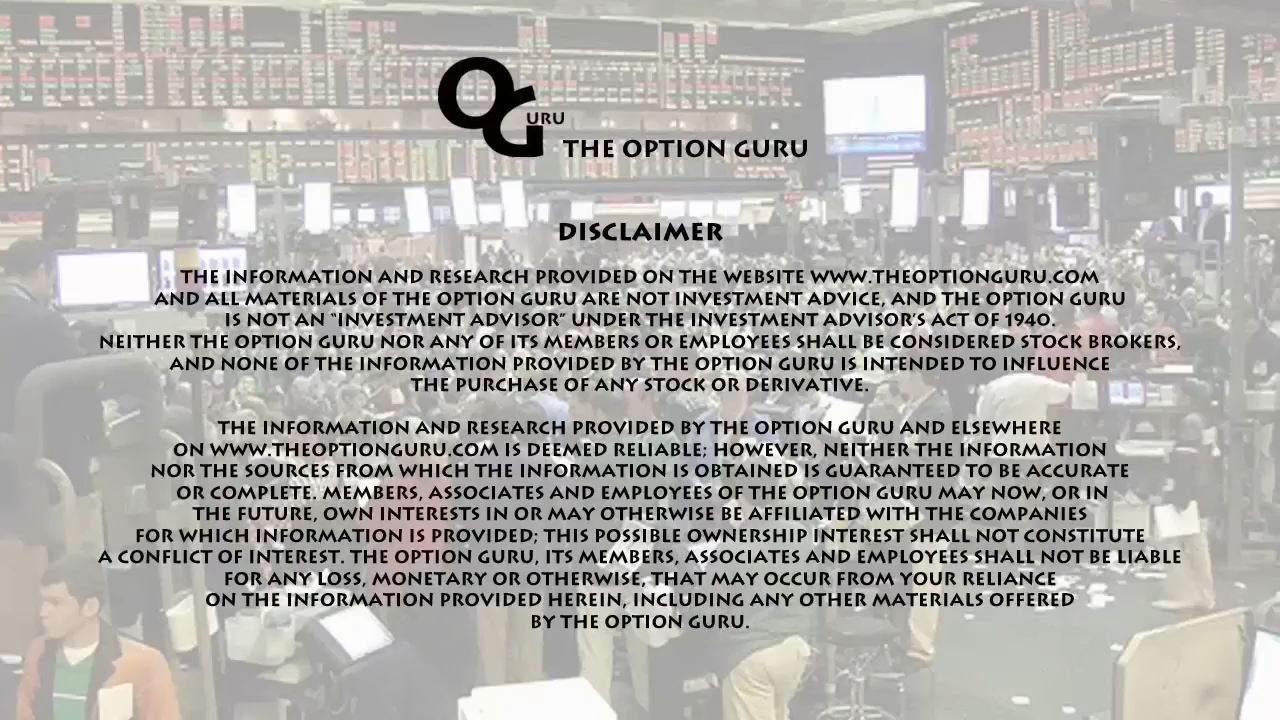 OG URU
THE OPTION GURU
DISCLAIMER
THE INFORMATION AND RESEARCH PROVIDED ON THE WEBSITE WWW.THEOPTIONGURU.COM
AND ALL MATERIALS OF THE OPTION GURU ARE NOT INVESTMENT ADVICE, AND THE OPTION GURU
IS NOT AN “INVESTMENT ADVISOR” UNDER THE INVESTMENT ADVISOR’S ACT OF 1940.
NEITHER THE OPTION GURU NOR ANY OF ITS MEMBERS OR EMPLOYEES SHALL BE CONSIDERED STOCK BROKERS,
AND NONE OF THE INFORMATION PROVIDED BY THE OPTION GURU IS INTENDED TO INFLUENCE
THE PURCHASE OF ANY STOCK OR DERIVATIVE.
THE INFORMATION AND RESEARCH PROVIDED BY THE OPTION GURU AND ELSEWHERE
ON WWW.THEOPTIONGURU.COM IS DEEMED RELIABLE; HOWEVER, NEITHER THE INFORMATION
NOR THE SOURCES FROM WHICH THE INFORMATION IS OBTAINED IS GUARANTEED TO BE ACCURATE
OR COMPLETE. MEMBERS, ASSOCIATES AND EMPLOYEES OF THE OPTION GURU MAY NOW, OR IN
THE FUTURE, OWN INTERESTS IN OR MAY OTHERWISE BE AFFILIATED WITH THE COMPANIES
FOR WHICH INFORMATION IS PROVIDED; THIS POSSIBLE OWNERSHIP INTEREST SHALL NOT CONSTITUTE
A CONFLICT OF INTEREST. THE OPTION GURU, ITS MEMBERS, ASSOCIATES AND EMPLOYEES SHALL NOT BE LIABLE
FOR ANY LOSS, MONETARY OR OTHERWISE, THAT MAY OCCUR FROM YOUR RELIANCE
ON THE INFORMATION PROVIDED HEREIN, INCLUDING ANY OTHER MATERIALS OFFERED
BY THE OPTION GURU.